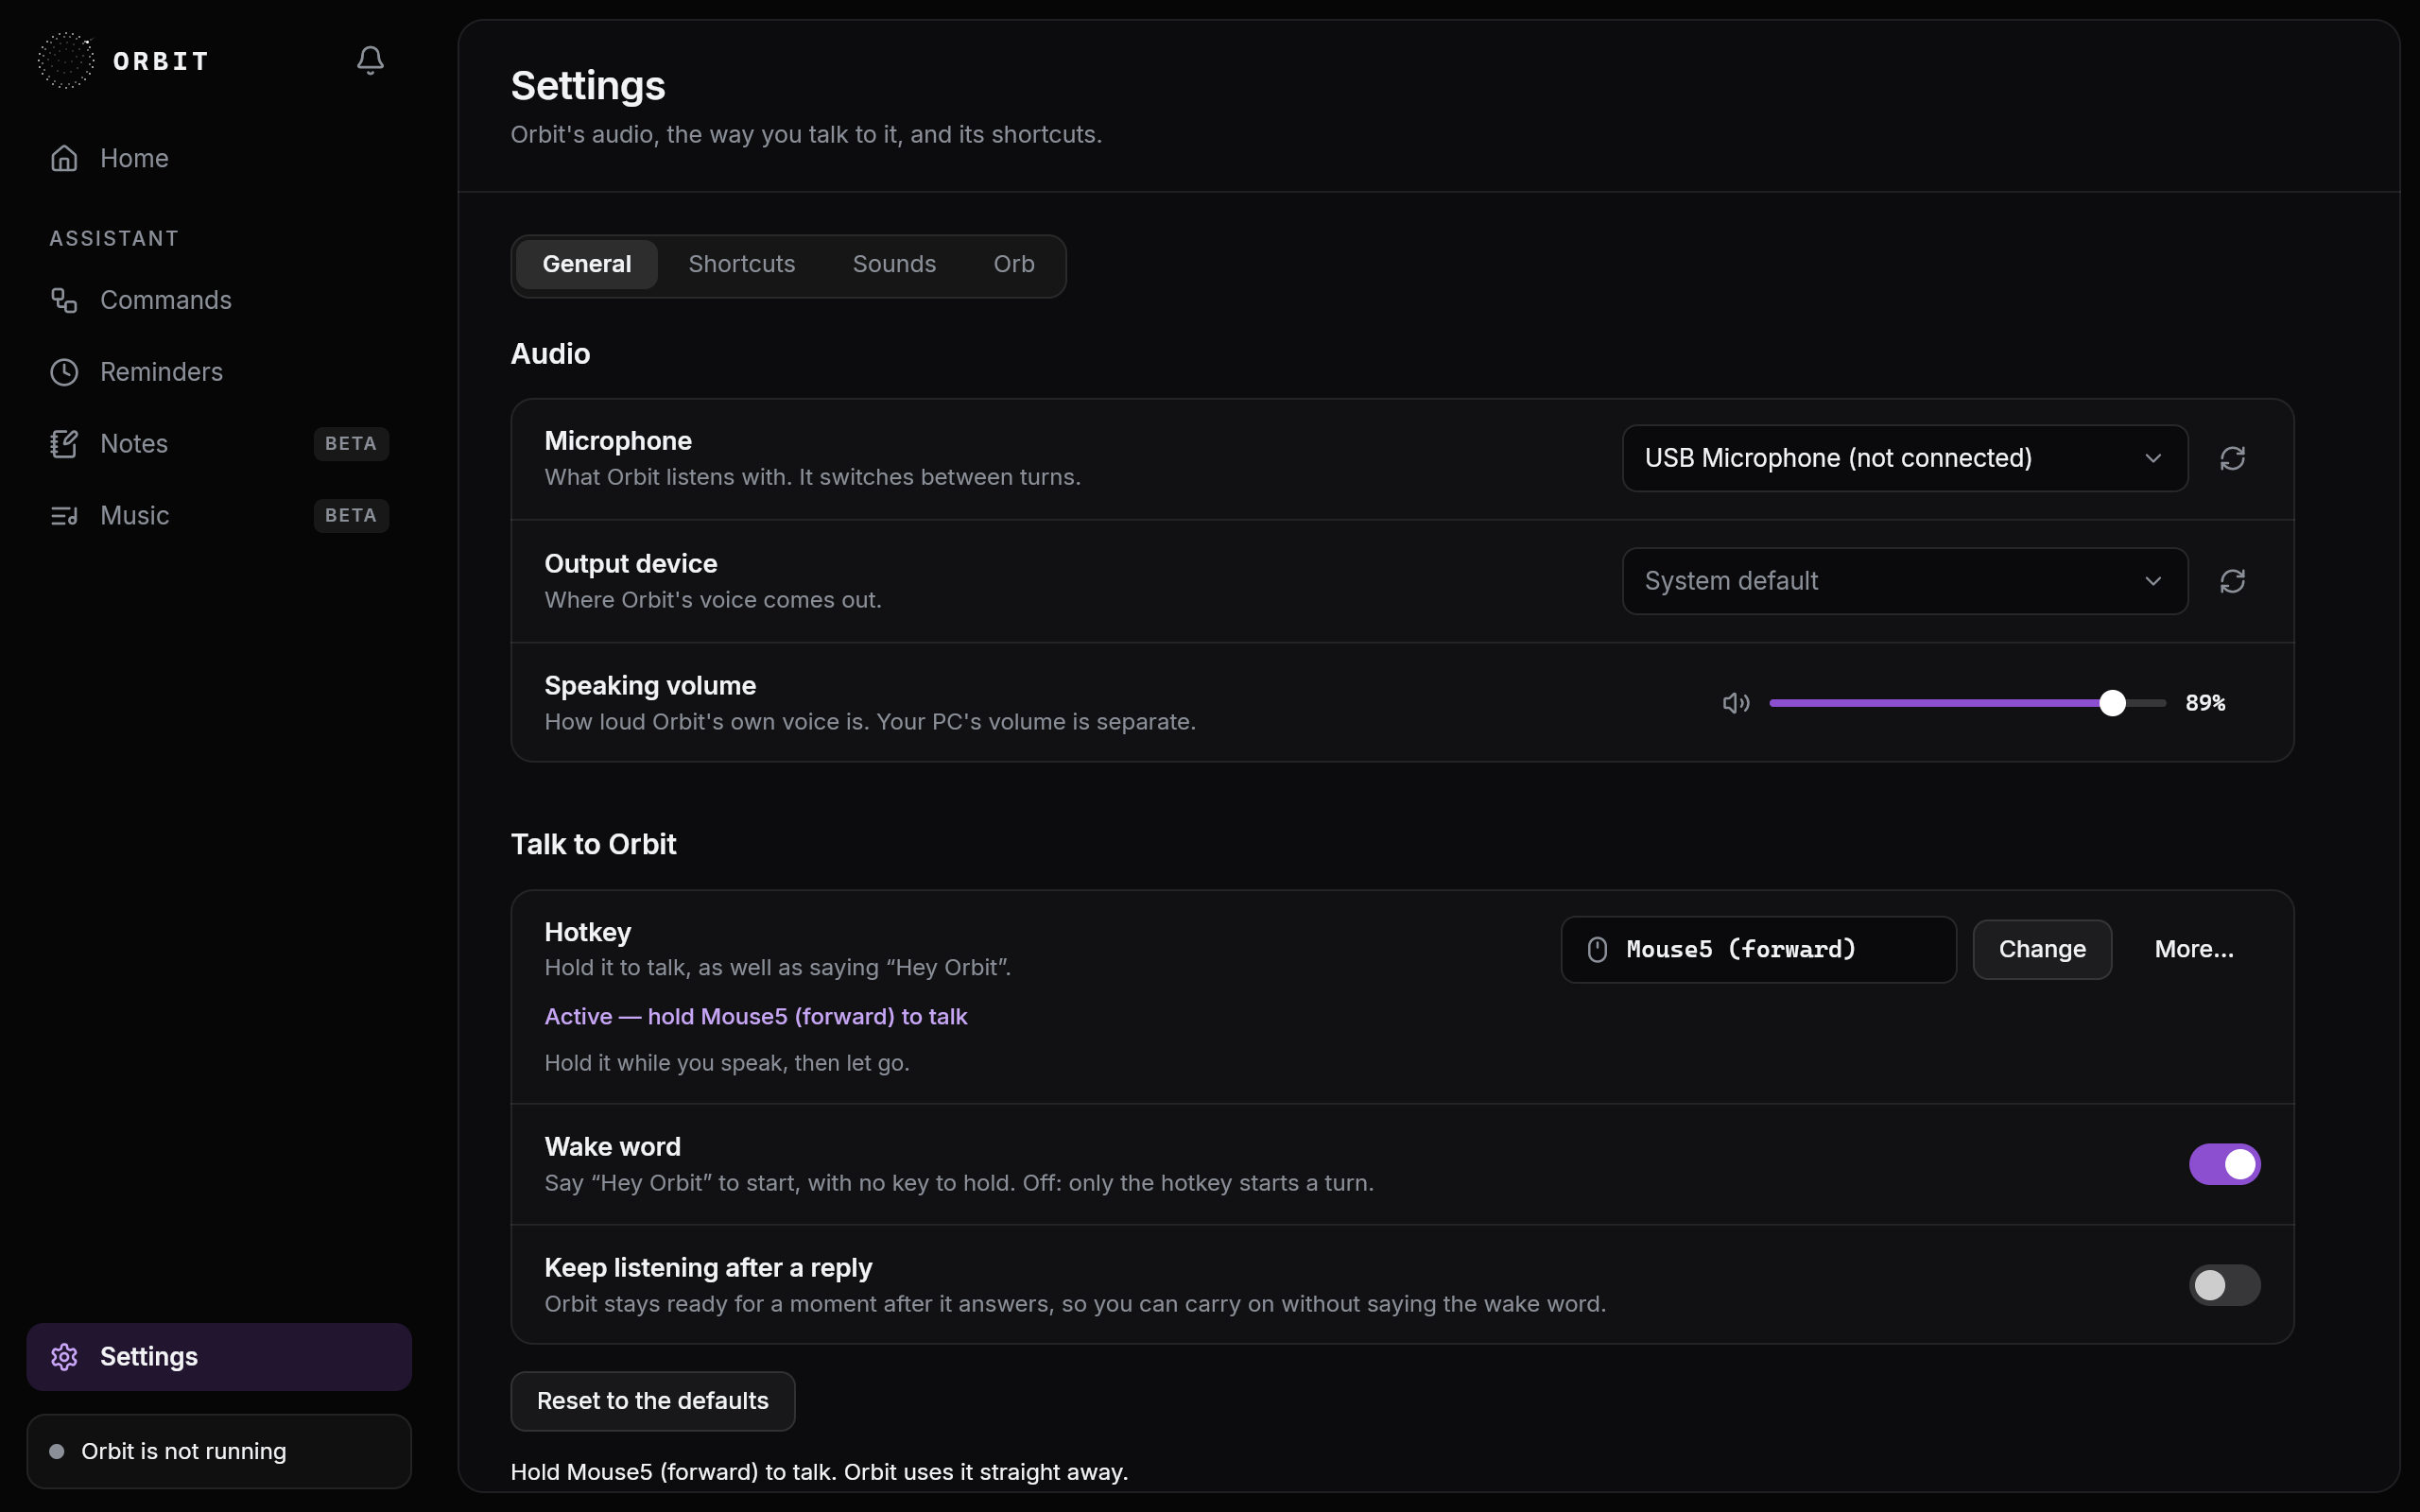 ORBIT
Home
ASSISTANT
Commands
Reminders
Notes BETA
Music BETA
Settings
Orbit is not running
Settings
Orbit's audio, the way you talk to it, and its shortcuts.
General Shortcuts Sounds Orb
Audio
Microphone
What Orbit listens with. It switches between turns.
USB Microphone (not connected)
Output device
Where Orbit's voice comes out.
System default
Speaking volume
How loud Orbit's own voice is. Your PC's volume is separate.
89%
Talk to Orbit
Hotkey
Hold it to talk, as well as saying “Hey Orbit”.
Mouse5 (forward) Change More...
Active — hold Mouse5 (forward) to talk
Hold it while you speak, then let go.
Wake word
Say “Hey Orbit” to start, with no key to hold. Off: only the hotkey starts a turn.
Keep listening after a reply
Orbit stays ready for a moment after it answers, so you can carry on without saying the wake word.
Reset to the defaults
Hold Mouse5 (forward) to talk. Orbit uses it straight away.